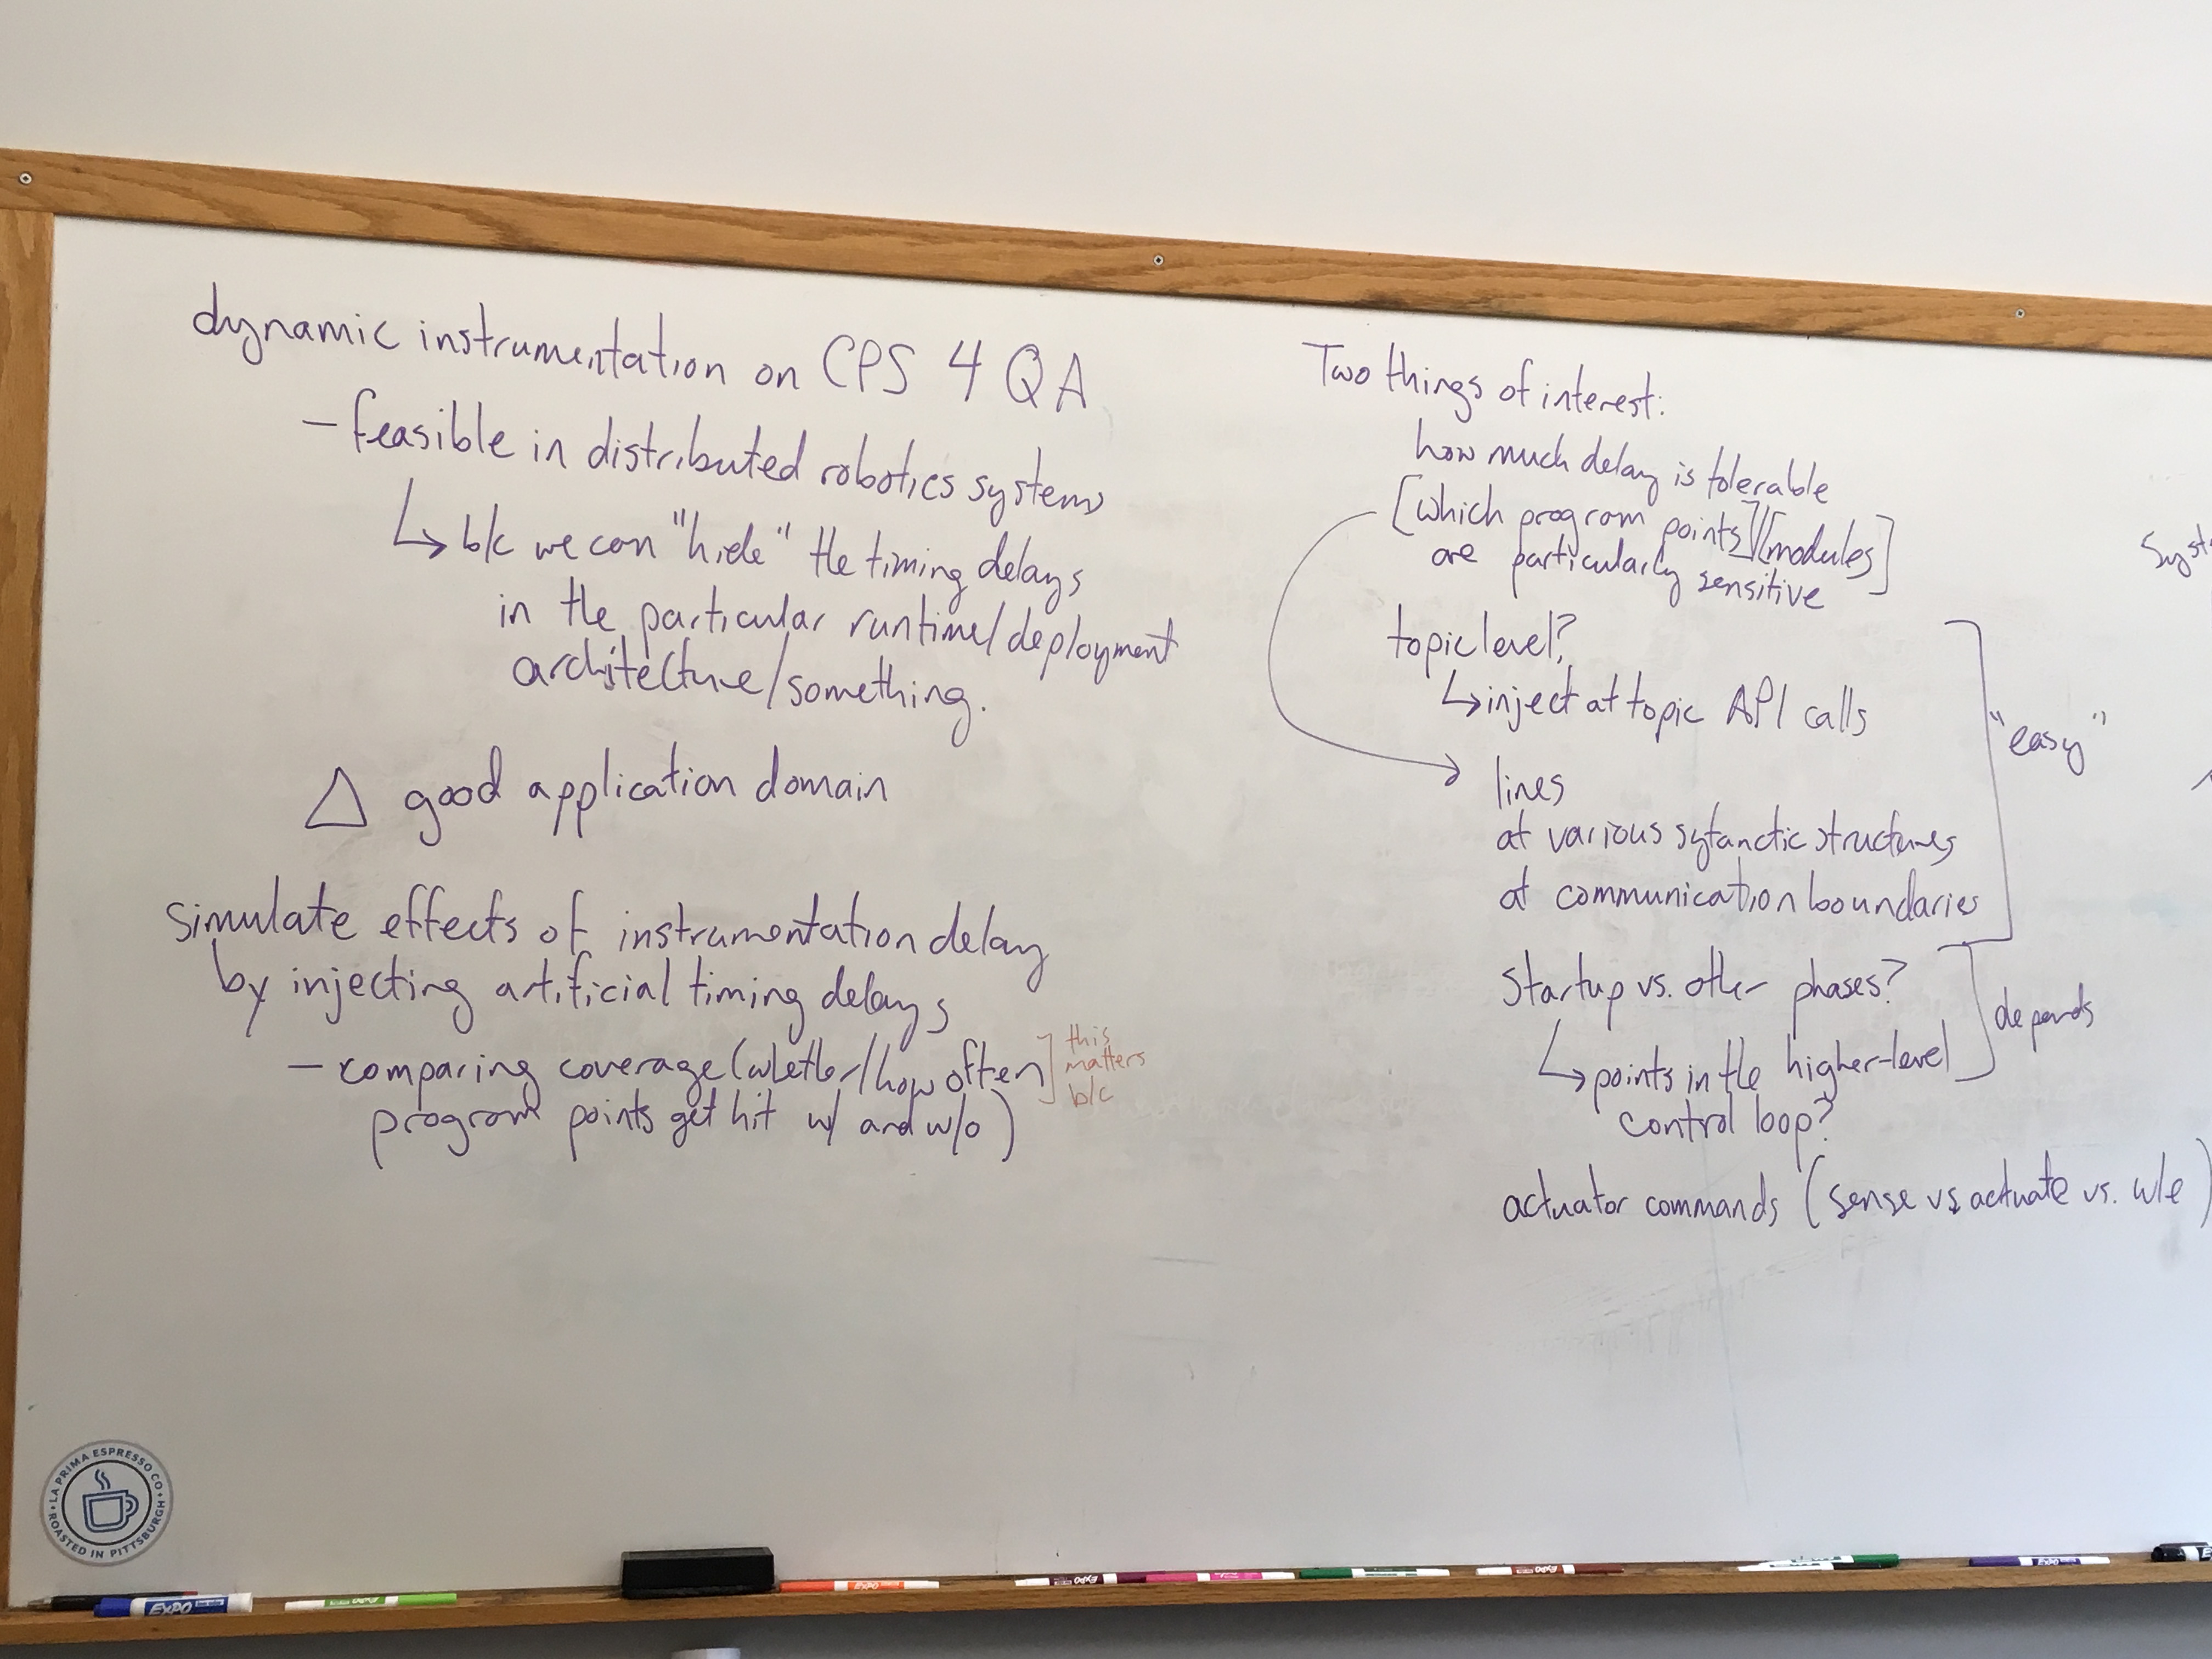 dynamic instrumentation on CPS 4 QA
- feasible in distributed robotics systems
↳ b/c we can "hide" the timing delays
in the particular runtime/deployment
architecture/something.
△ good application domain
simulate effects of instrumentation delay
by injecting artificial timing delays
- comparing coverage (whether/how often
program points get hit w/ and w/o)
this
matters
b/c
Two things of interest:
how much delay is tolerable
[which program points]/[modules]
are particularly sensitive
topic level?
↳ inject at topic API calls
lines
at various sytanctic structures
at communication boundaries
"easy"
Startup vs. other phases?
↳ points in the higher-level
control loop?
depends
actuator commands (sense vs actuate vs. w/e)
Syst
LA PRIMA ESPRESSO CO.
ROASTED IN PITTSBURGH
EXPO
EXPO
EXPO
EXPO
EXPO